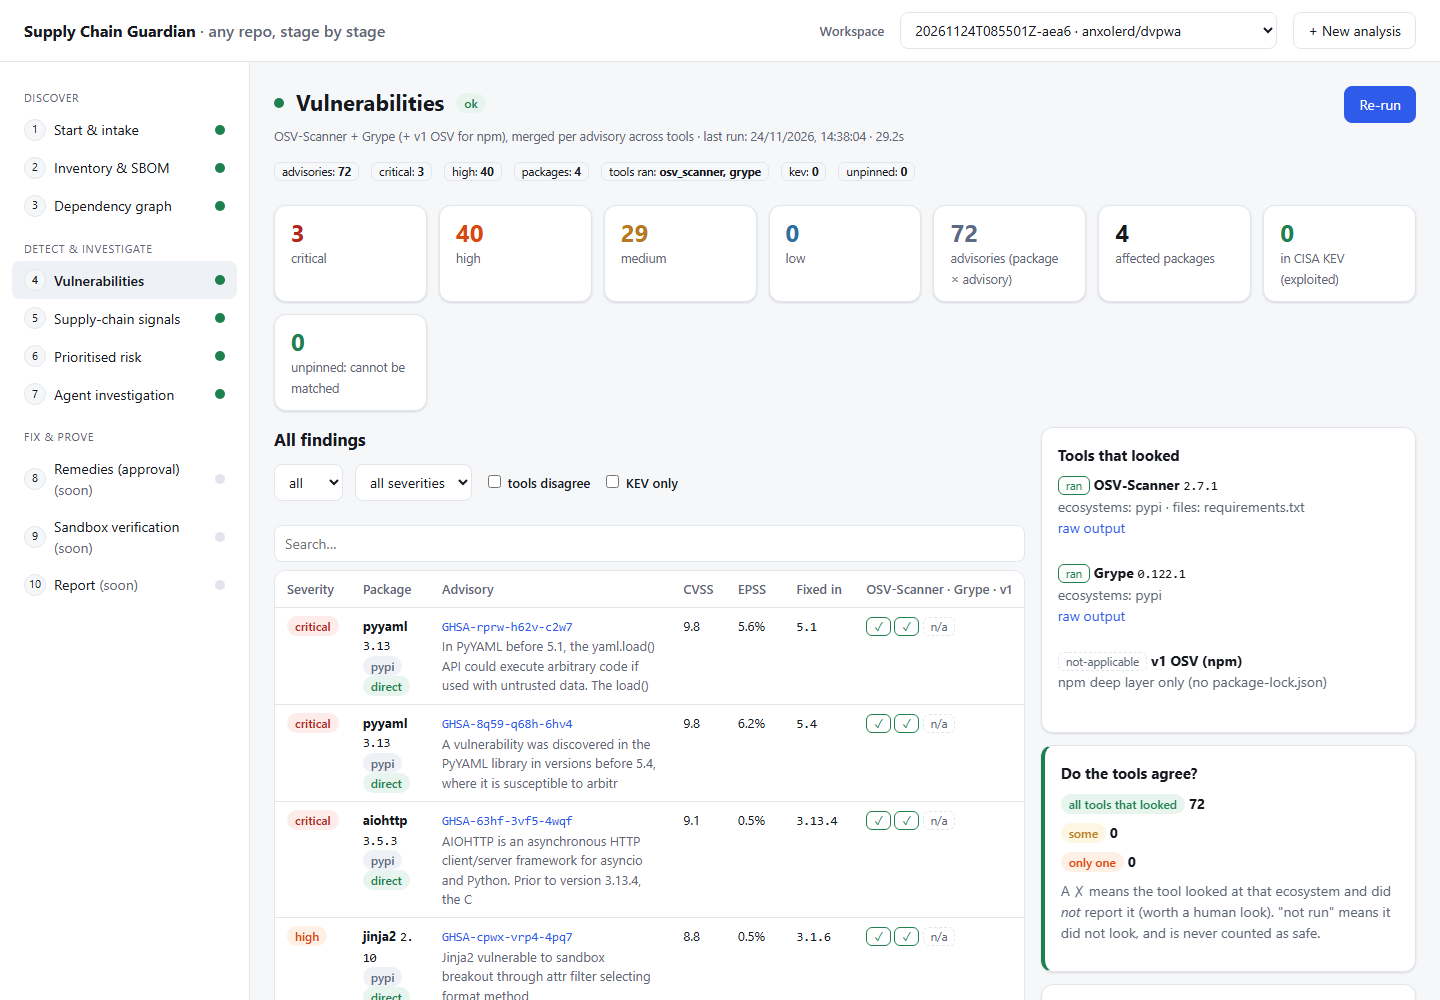 Supply Chain Guardian · any repo, stage by stage
Workspace
20261124T085501Z-aea6 · anxolerd/dvpwa
+ New analysis
DISCOVER
1 Start & intake
2 Inventory & SBOM
3 Dependency graph
DETECT & INVESTIGATE
4 Vulnerabilities
5 Supply-chain signals
6 Prioritised risk
7 Agent investigation
FIX & PROVE
8 Remedies (approval)
(soon)
9 Sandbox verification
(soon)
10 Report (soon)
Vulnerabilities ok
Re-run
OSV-Scanner + Grype (+ v1 OSV for npm), merged per advisory across tools · last run: 24/11/2026, 14:38:04 · 29.2s
advisories: 72 critical: 3 high: 40 packages: 4 tools ran: osv_scanner, grype kev: 0 unpinned: 0
3
critical
40
high
29
medium
0
low
72
advisories (package
× advisory)
4
affected packages
0
in CISA KEV
(exploited)
0
unpinned: cannot be
matched
All findings
all all severities tools disagree KEV only
Search...
Severity Package Advisory CVSS EPSS Fixed in OSV-Scanner · Grype · v1
critical pyyaml GHSA-rprw-h62v-c2w7 9.8 5.6% 5.1 ✓ ✓ n/a
3.13 In PyYAML before 5.1, the yaml.load()
pypi API could execute arbitrary code if
direct used with untrusted data. The load()
critical pyyaml GHSA-8q59-q68h-6hv4 9.8 6.2% 5.4 ✓ ✓ n/a
3.13 A vulnerability was discovered in the
pypi PyYAML library in versions before 5.4,
direct where it is susceptible to arbitr
critical aiohttp GHSA-63hf-3vf5-4wqf 9.1 0.5% 3.13.4 ✓ ✓ n/a
3.5.3 AIOHTTP is an asynchronous HTTP
pypi client/server framework for asyncio
direct and Python. Prior to version 3.13.4,
the C
high jinja2 2. GHSA-cpwx-vrp4-4pq7 8.8 0.5% 3.1.6 ✓ ✓ n/a
10 Jinja2 vulnerable to sandbox
pypi breakout through attr filter selecting
direct format method
Tools that looked
ran OSV-Scanner 2.7.1
ecosystems: pypi · files: requirements.txt
raw output
ran Grype 0.122.1
ecosystems: pypi
raw output
not-applicable v1 OSV (npm)
npm deep layer only (no package-lock.json)
Do the tools agree?
all tools that looked 72
some 0
only one 0
A ✗ means the tool looked at that ecosystem and did
not report it (worth a human look). "not run" means it
did not look, and is never counted as safe.